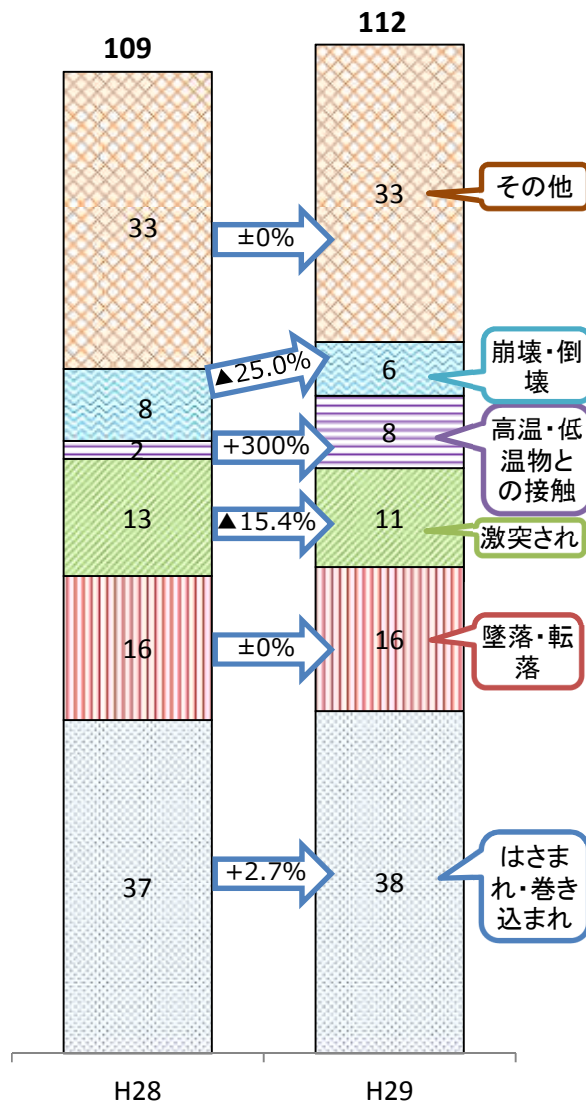 109
112
33
±0%
33
その他
8
▲25.0%
6
崩壊・倒
壊
2
+300%
8
高温・低
温物と
の接触
13
▲15.4%
11
激突され
16
±0%
16
墜落・転
落
37
+2.7%
38
はさま
れ・巻き
込まれ
H28
H29